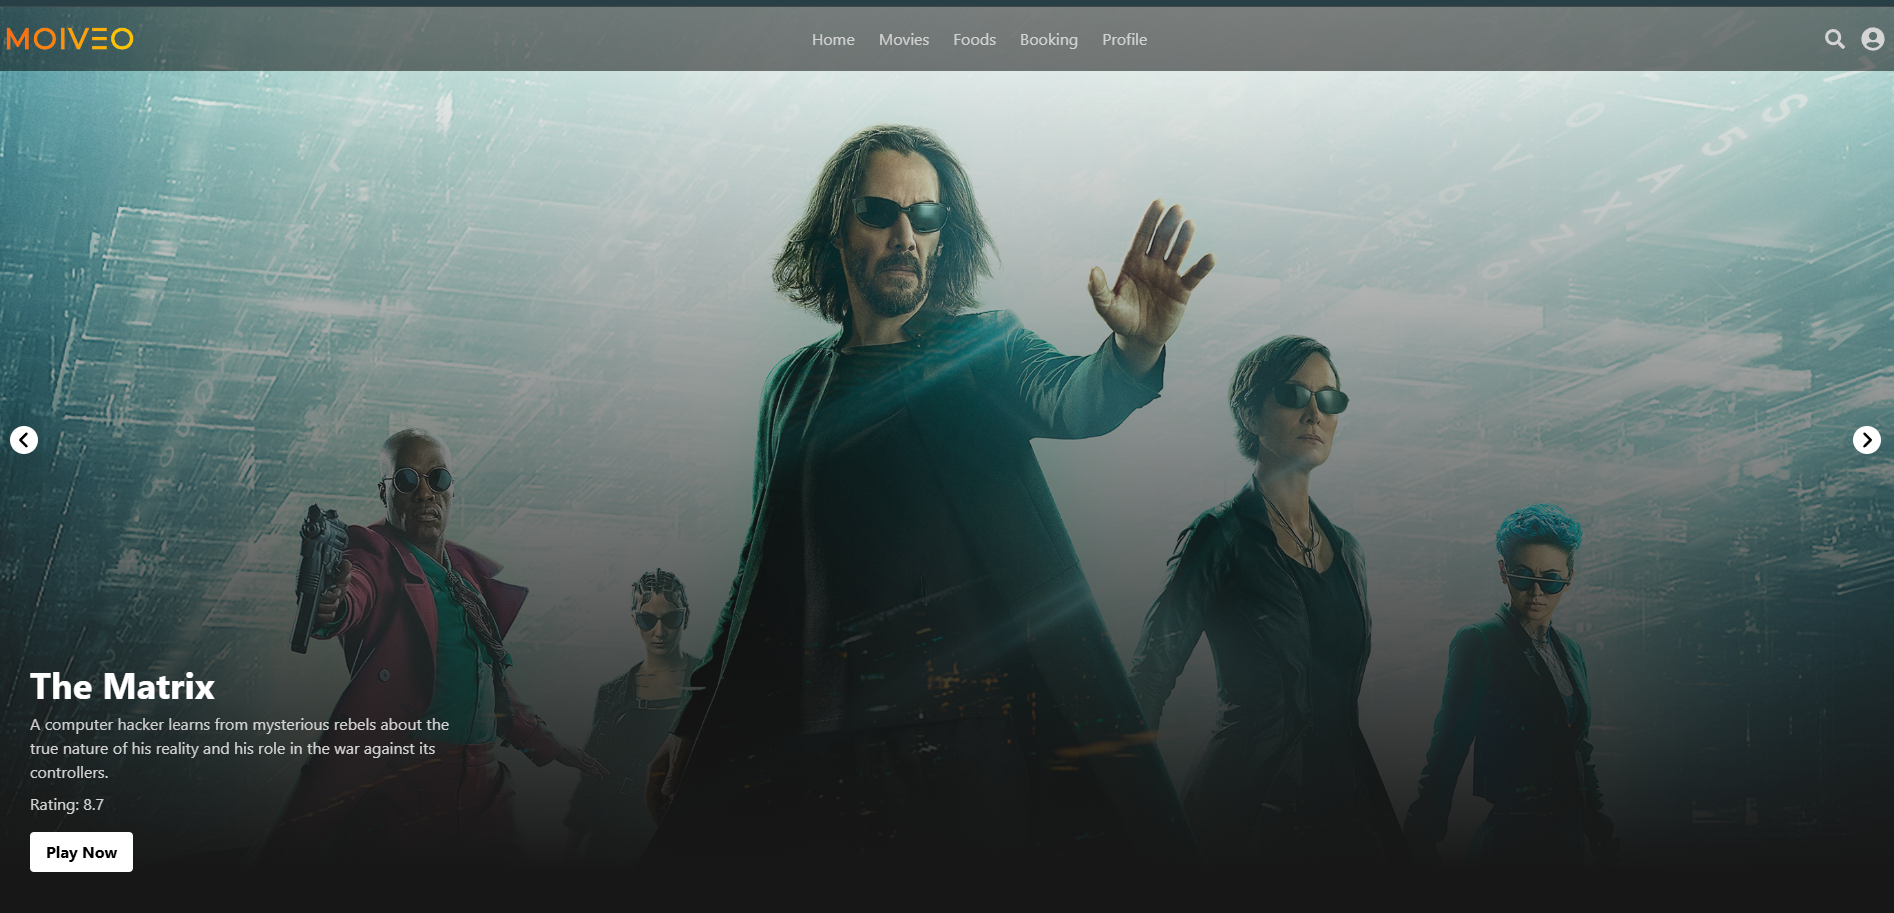 MOIVEO
Home Movies Foods Booking Profile
The Matrix
A computer hacker learns from mysterious rebels about the
true nature of his reality and his role in the war against its
controllers.
Rating: 8.7
Play Now